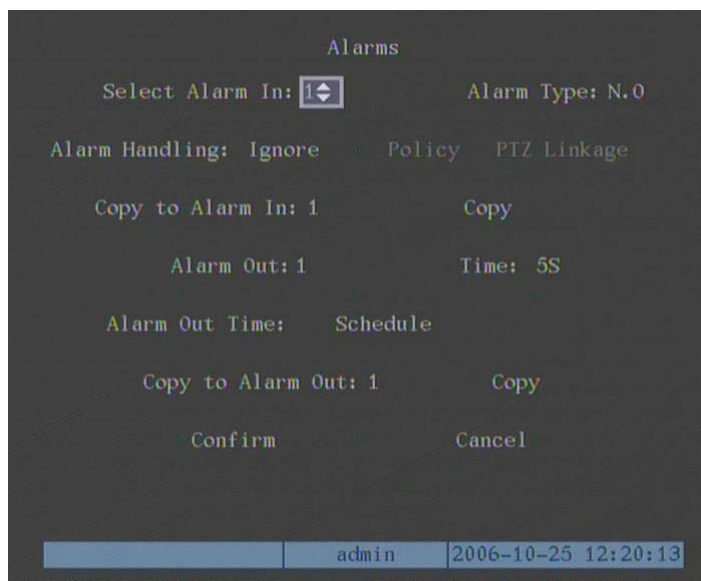 Alarms
Select Alarm In: 1 Alarm Type: N.O
Alarm Handling: Ignore Policy PTZ Linkage
Copy to Alarm In: 1 Copy
Alarm Out: 1 Time: 5S
Alarm Out Time: Schedule
Copy to Alarm Out: 1 Copy
Confirm Cancel
admin 2006-10-25 12:20:13